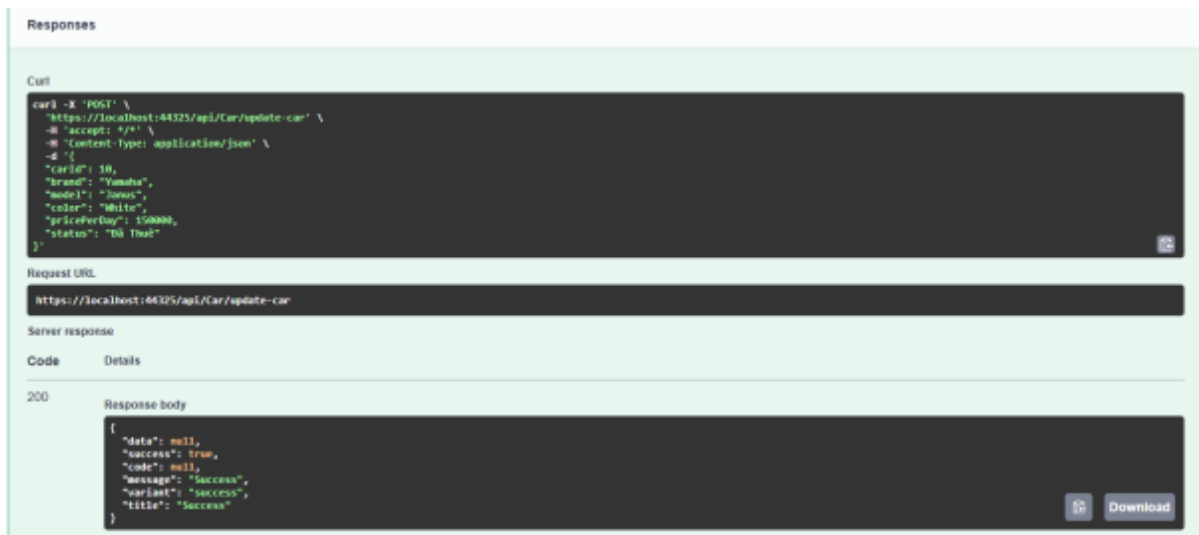 Responses
Curl
curl -X 'POST' \
'https://localhost:44325/api/Car/update-car' \
-H 'accept: */*' \
-H 'Content-Type: application/json' \
-d '{
"carId": 10,
"brand": "Yamaha",
"model": "Janus",
"color": "White",
"pricePerDay": 150000,
"status": "Đã Thuê"
}'
Request URL
https://localhost:44325/api/Car/update-car
Server response
Code Details
200
Response body
{
"data": null,
"success": true,
"code": null,
"message": "Success",
"variant": "success",
"title": "Success"
}
Download